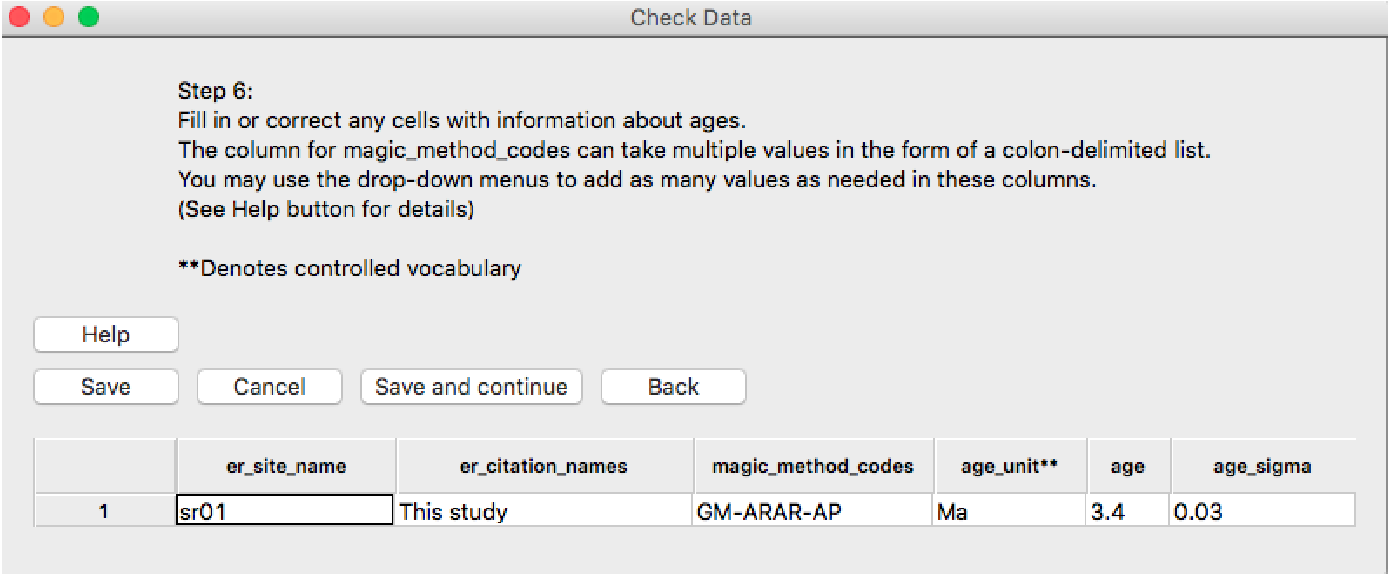 Check Data
Step 6:
Fill in or correct any cells with information about ages.
The column for magic_method_codes can take multiple values in the form of a colon-delimited list.
You may use the drop-down menus to add as many values as needed in these columns.
(See Help button for details)
**Denotes controlled vocabulary
Help
Save Cancel Save and continue Back
er_site_name er_citation_names magic_method_codes age_unit** age age_sigma
1 sr01 This study GM-ARAR-AP Ma 3.4 0.03